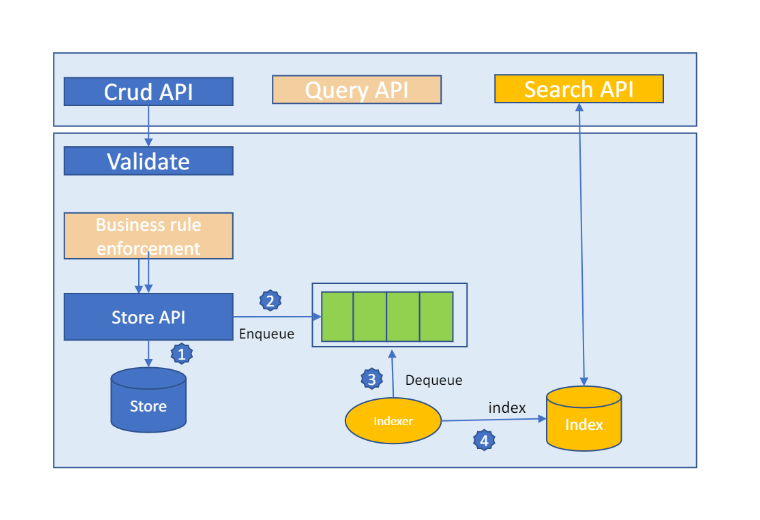 Crud API
Query API
Search API
Validate
Business rule
enforcement
Store API
2
Enqueue
1
Store
3
Dequeue
Indexer
index
4
Index